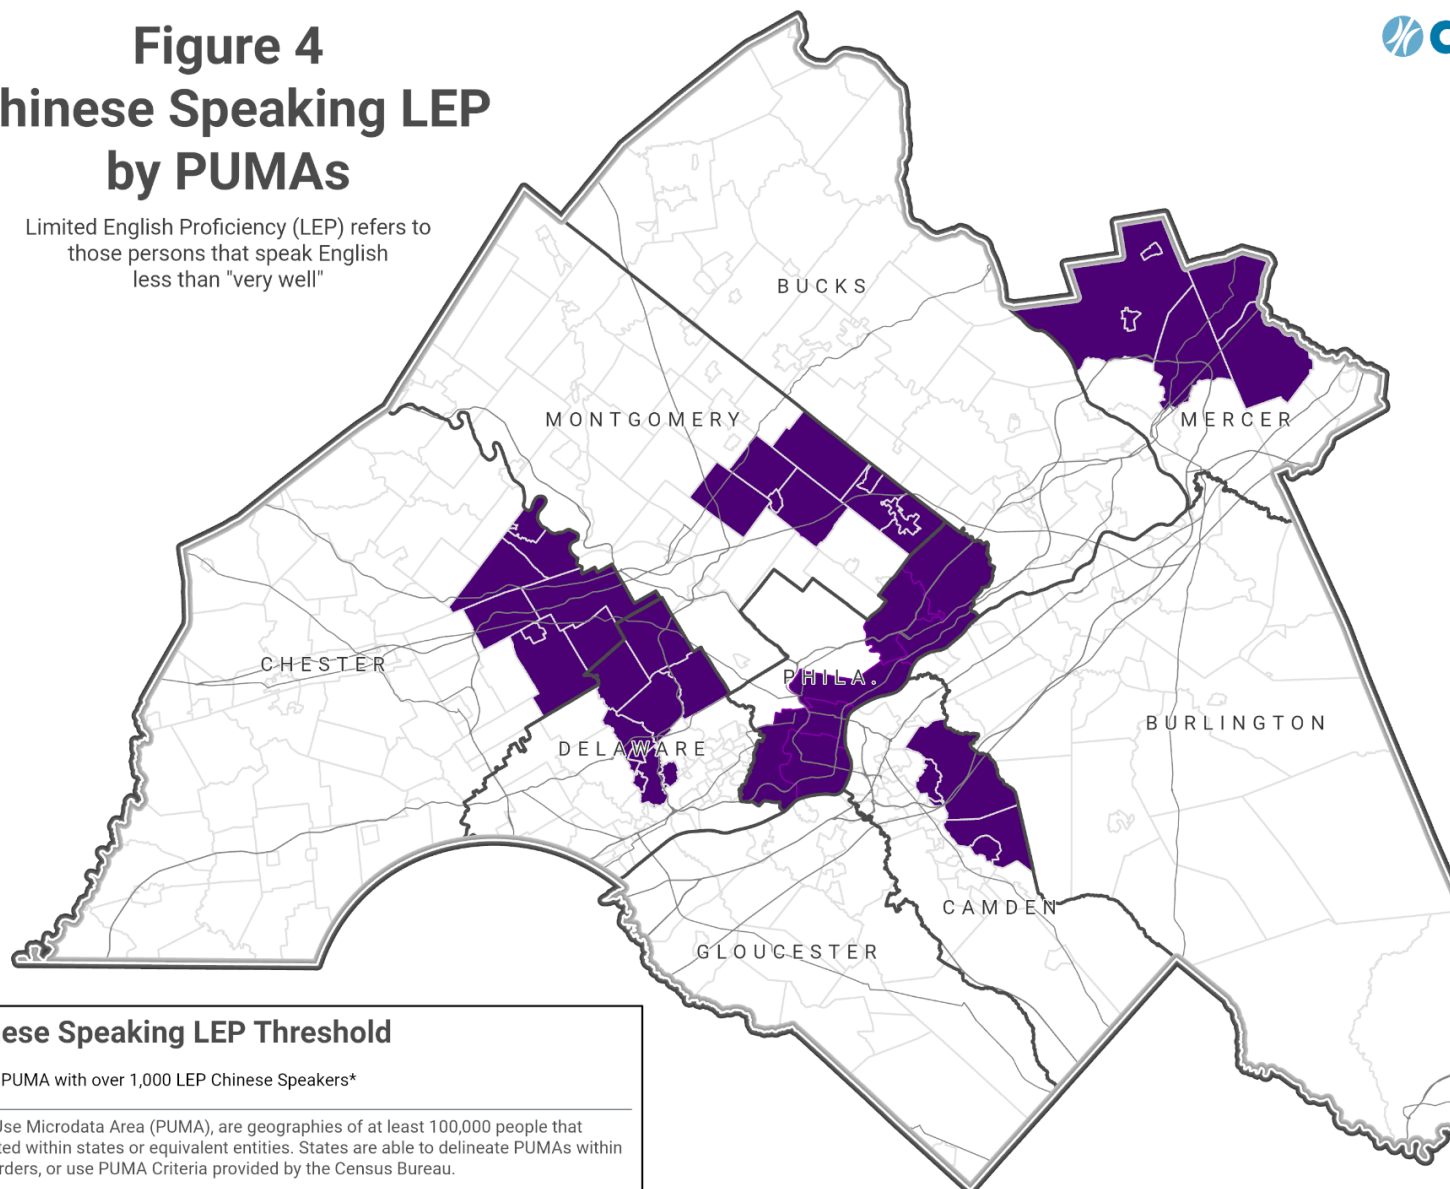 Figure 4
hinese Speaking LEP
by PUMAs
Limited English Proficiency (LEP) refers to
those persons that speak English
less than "very well"
BUCKS
MONTGOMERY
MERCER
CHESTER
PHILA.
BURLINGTON
DELAWARE
CAMDEN
GLOUCESTER
ese Speaking LEP Threshold
PUMA with over 1,000 LEP Chinese Speakers*
Use Microdata Area (PUMA), are geographies of at least 100,000 people that
ted within states or equivalent entities. States are able to delineate PUMAs within
rders, or use PUMA Criteria provided by the Census Bureau.